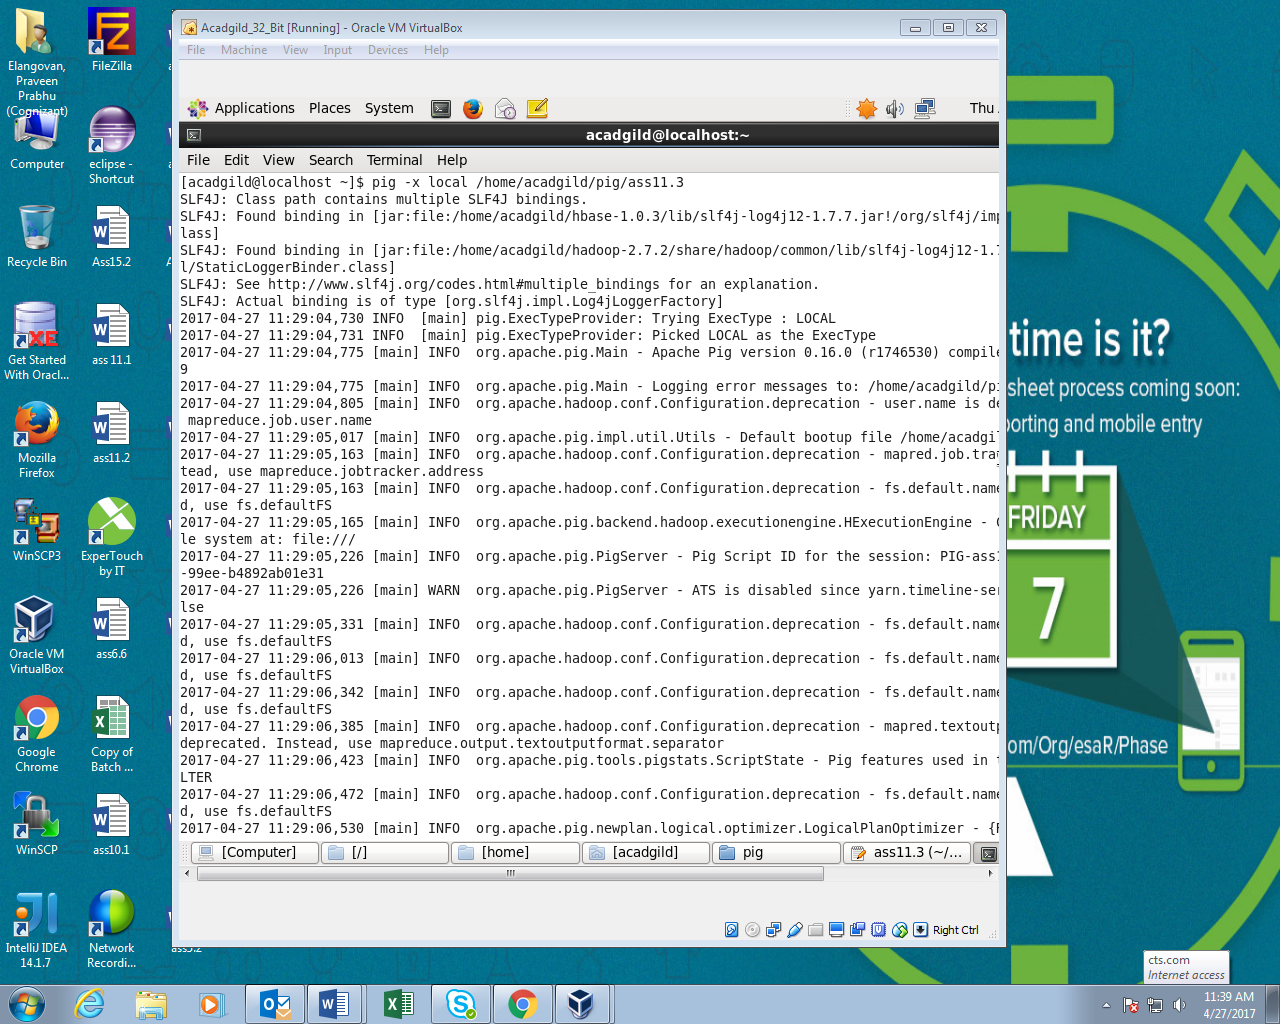 Acadgild_32_Bit [Running] - Oracle VM VirtualBox
File Machine View Input Devices Help
Applications Places System
Thu
acadgild@localhost:~
File Edit View Search Terminal Help
[acadgild@localhost ~]$ pig -x local /home/acadgild/pig/ass11.3
SLF4J: Class path contains multiple SLF4J bindings.
SLF4J: Found binding in [jar:file:/home/acadgild/hbase-1.0.3/lib/slf4j-log4j12-1.7.7.jar!/org/slf4j/imp
lass]
SLF4J: Found binding in [jar:file:/home/acadgild/hadoop-2.7.2/share/hadoop/common/lib/slf4j-log4j12-1.7
l/StaticLoggerBinder.class]
SLF4J: See http://www.slf4j.org/codes.html#multiple_bindings for an explanation.
SLF4J: Actual binding is of type [org.slf4j.impl.Log4jLoggerFactory]
2017-04-27 11:29:04,730 INFO  [main] pig.ExecTypeProvider: Trying ExecType : LOCAL
2017-04-27 11:29:04,731 INFO  [main] pig.ExecTypeProvider: Picked LOCAL as the ExecType
2017-04-27 11:29:04,775 [main] INFO  org.apache.pig.Main - Apache Pig version 0.16.0 (r1746530) compile
9
2017-04-27 11:29:04,775 [main] INFO  org.apache.pig.Main - Logging error messages to: /home/acadgild/pi
2017-04-27 11:29:04,805 [main] INFO  org.apache.hadoop.conf.Configuration.deprecation - user.name is de
mapreduce.job.user.name
2017-04-27 11:29:05,017 [main] INFO  org.apache.pig.impl.util.Utils - Default bootup file /home/acadgil
2017-04-27 11:29:05,163 [main] INFO  org.apache.hadoop.conf.Configuration.deprecation - mapred.job.tra
tead, use mapreduce.jobtracker.address
2017-04-27 11:29:05,163 [main] INFO  org.apache.hadoop.conf.Configuration.deprecation - fs.default.name
d, use fs.defaultFS
2017-04-27 11:29:05,165 [main] INFO  org.apache.pig.backend.hadoop.executionengine.HExecutionEngine - C
le system at: file:///
2017-04-27 11:29:05,226 [main] INFO  org.apache.pig.PigServer - Pig Script ID for the session: PIG-ass1
-99ee-b4892ab01e31
2017-04-27 11:29:05,226 [main] WARN  org.apache.pig.PigServer - ATS is disabled since yarn.timeline-ser
lse
2017-04-27 11:29:05,331 [main] INFO  org.apache.hadoop.conf.Configuration.deprecation - fs.default.name
d, use fs.defaultFS
2017-04-27 11:29:06,013 [main] INFO  org.apache.hadoop.conf.Configuration.deprecation - fs.default.name
d, use fs.defaultFS
2017-04-27 11:29:06,342 [main] INFO  org.apache.hadoop.conf.Configuration.deprecation - fs.default.name
d, use fs.defaultFS
2017-04-27 11:29:06,385 [main] INFO  org.apache.hadoop.conf.Configuration.deprecation - mapred.textoutp
deprecated. Instead, use mapreduce.output.textoutputformat.separator
2017-04-27 11:29:06,423 [main] INFO  org.apache.pig.tools.pigstats.ScriptState - Pig features used in t
LTER
2017-04-27 11:29:06,472 [main] INFO  org.apache.hadoop.conf.Configuration.deprecation - fs.default.name
d, use fs.defaultFS
2017-04-27 11:29:06,530 [main] INFO  org.apache.pig.newplan.logical.optimizer.LogicalPlanOptimizer - {R
[Computer] [/] [home] [acadgild] pig ass11.3 (~/...
Right Ctrl
Elangovan,
Praveen
Prabhu
(Cognizant)
FileZilla
Computer
eclipse -
Shortcut
Recycle Bin
Ass15.2
Get Started
With Oracl...
ass 11.1
Mozilla
Firefox
ass11.2
WinSCP3
ExperTouch
by IT
Oracle VM
VirtualBox
ass6.6
Google
Chrome
Copy of
Batch ...
WinSCP
ass10.1
IntelliJ IDEA
14.1.7
Network
Recordi...
time is it?
sheet process coming soon:
porting and mobile entry
FRIDAY
7
com/Org/esaR/Phase
cts.com
Internet access
11:39 AM
4/27/2017